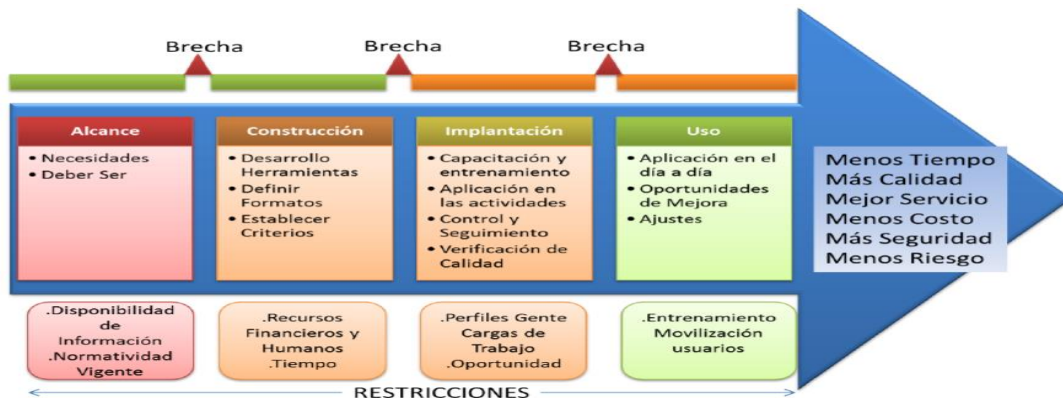 Brecha
Brecha
Brecha
Alcance
• Necesidades
• Deber Ser
Construcción
• Desarrollo
Herramientas
• Definir
Formatos
• Establecer
Criterios
Implantación
• Capacitación y
entrenamiento
• Aplicación en
las actividades
• Control y
Seguimiento
• Verificación de
Calidad
Uso
• Aplicación en el
día a día
• Oportunidades
de Mejora
• Ajustes
Menos Tiempo
Más Calidad
Mejor Servicio
Menos Costo
Más Seguridad
Menos Riesgo
.Disponibilidad
de
Información
.Normatividad
Vigente
.Recursos
Financieros y
Humanos
.Tiempo
.Perfiles Gente
Cargas de
Trabajo
.Oportunidad
.Entrenamiento
Movilización
usuarios
RESTRICCIONES